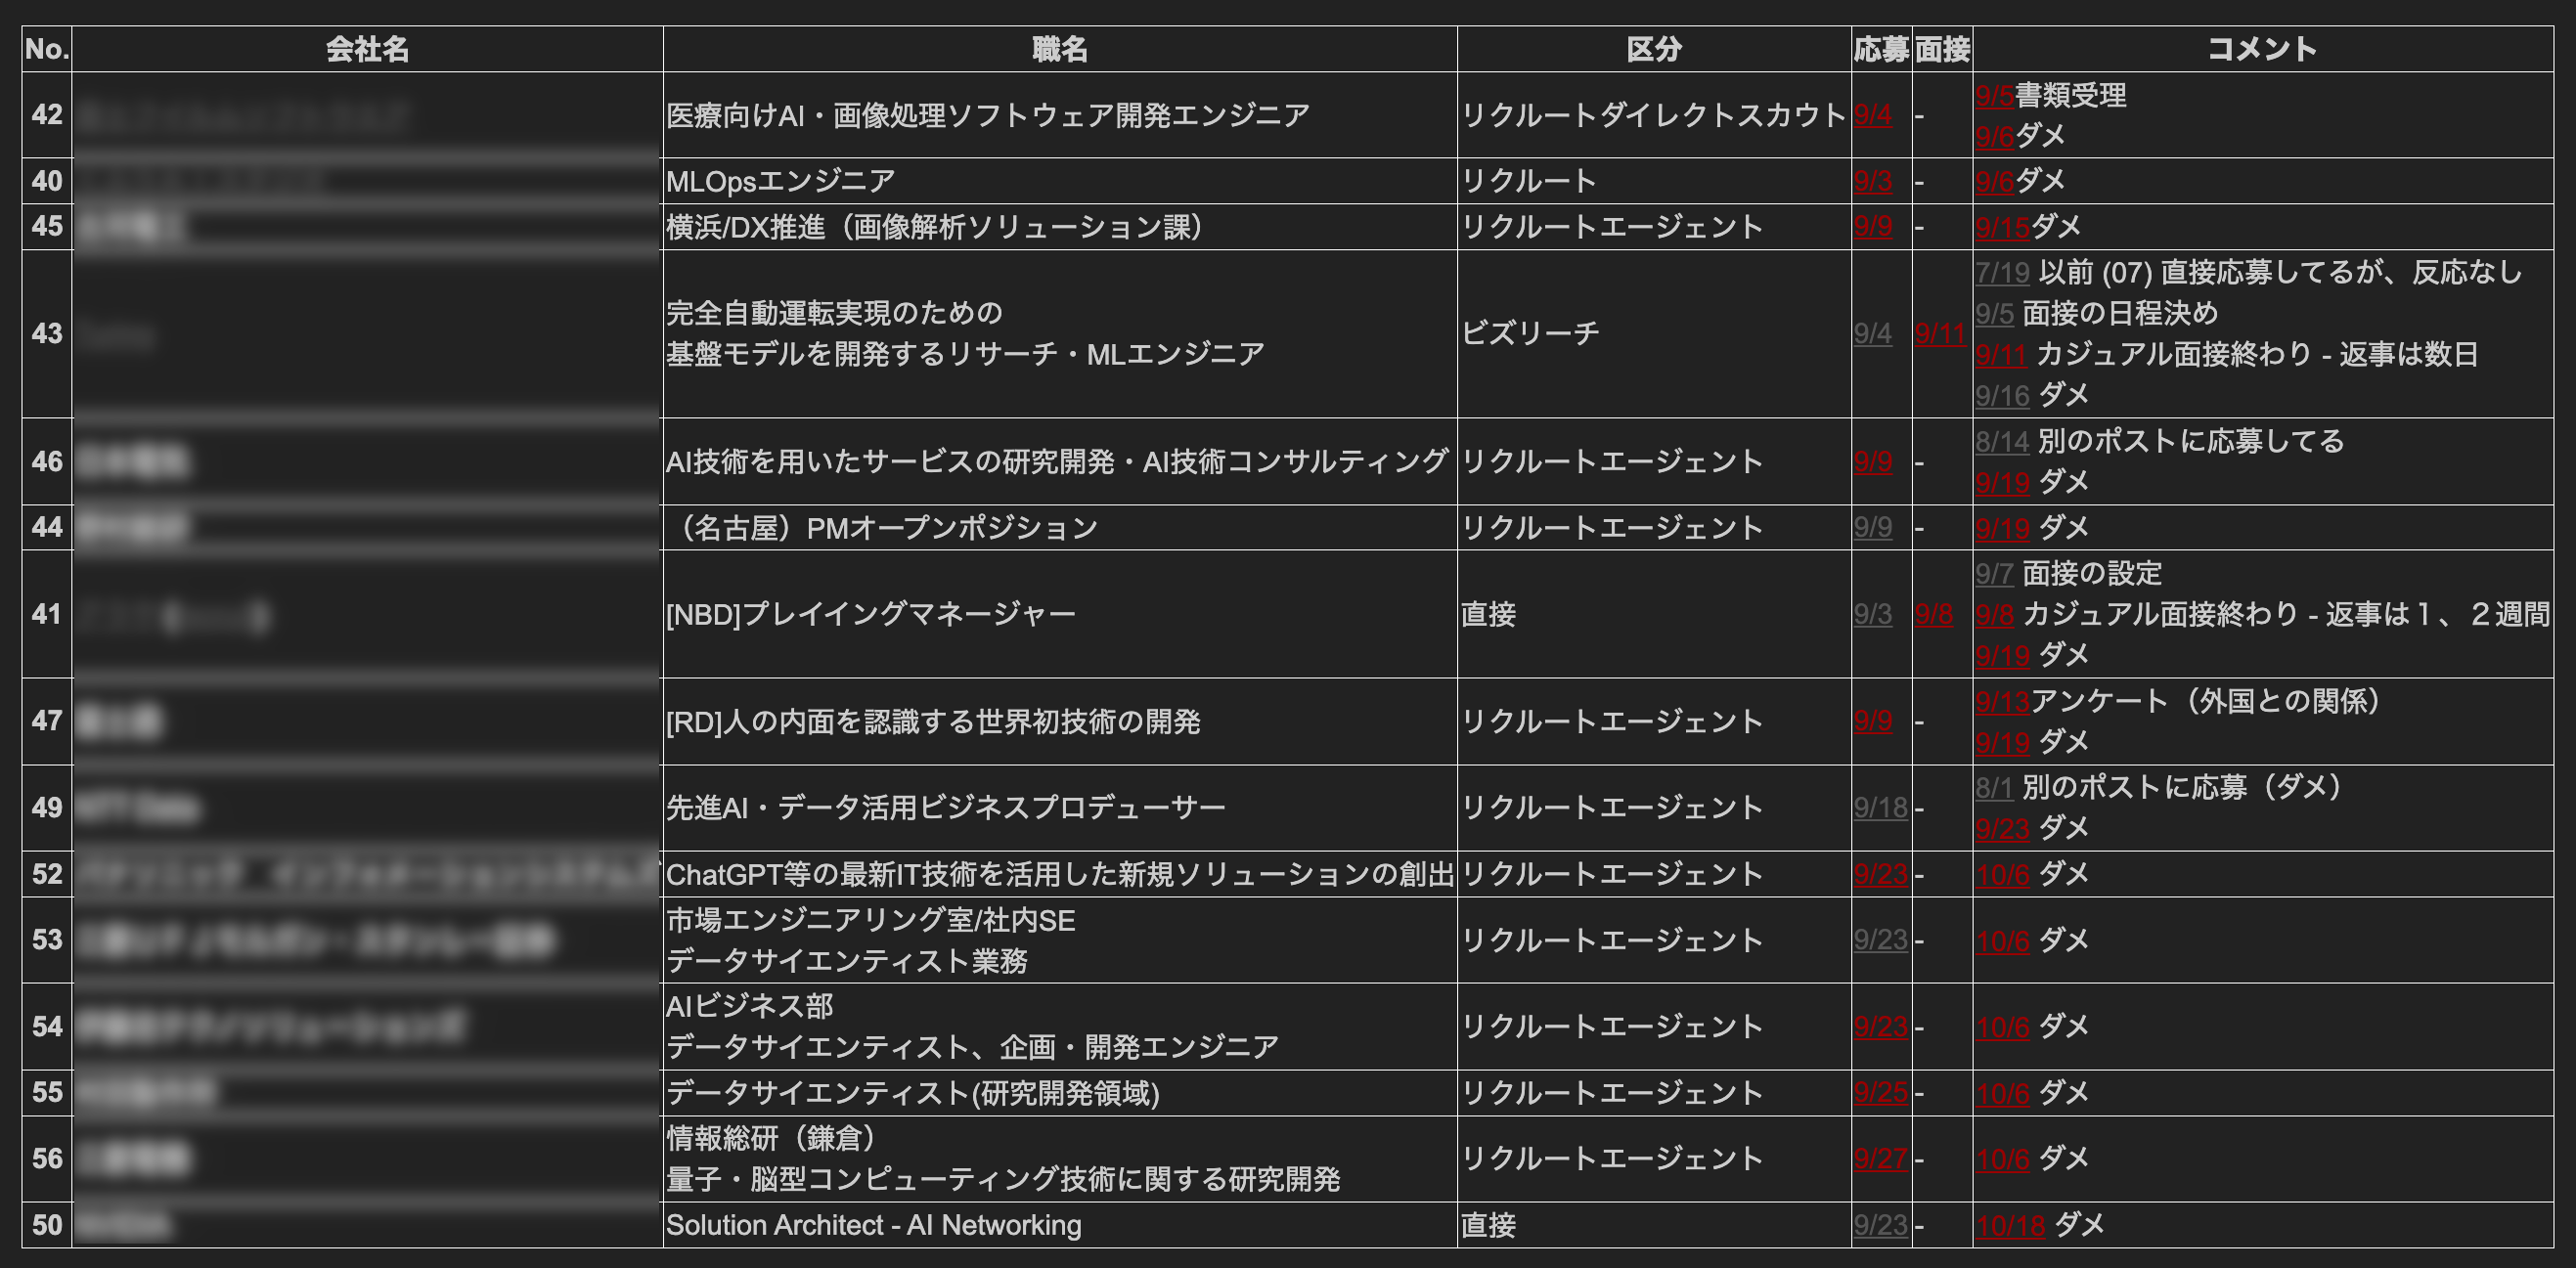 No. 会社名 職名 区分 応募 面接 コメント
42 医療向けAI・画像処理ソフトウェア開発エンジニア リクルートダイレクトスカウト 9/4 - 9/5書類受理
9/6ダメ
40 MLOpsエンジニア リクルート 9/3 - 9/6ダメ
45 横浜/DX推進（画像解析ソリューション課） リクルートエージェント 9/9 - 9/15ダメ
43 完全自動運転実現のための
基盤モデルを開発するリサーチ・MLエンジニア ビズリーチ 9/4 9/11 7/19 以前 (07) 直接応募してるが、反応なし
9/5 面接の日程決め
9/11 カジュアル面接終わり - 返事は数日
9/16 ダメ
46 AI技術を用いたサービスの研究開発・AI技術コンサルティング リクルートエージェント 9/9 - 8/14 別のポストに応募してる
9/19 ダメ
44 （名古屋）PMオープンポジション リクルートエージェント 9/9 - 9/19 ダメ
41 [NBD]プレイイングマネージャー 直接 9/3 9/8 9/7 面接の設定
9/8 カジュアル面接終わり - 返事は１、２週間
9/19 ダメ
47 [RD]人の内面を認識する世界初技術の開発 リクルートエージェント 9/9 - 9/13アンケート（外国との関係）
9/19 ダメ
49 先進AI・データ活用ビジネスプロデューサー リクルートエージェント 9/18 - 8/1 別のポストに応募（ダメ）
9/23 ダメ
52 ChatGPT等の最新IT技術を活用した新規ソリューションの創出 リクルートエージェント 9/23 - 10/6 ダメ
53 市場エンジニアリング室/社内SE
データサイエンティスト業務 リクルートエージェント 9/23 - 10/6 ダメ
54 AIビジネス部
データサイエンティスト、企画・開発エンジニア リクルートエージェント 9/23 - 10/6 ダメ
55 データサイエンティスト(研究開発領域) リクルートエージェント 9/25 - 10/6 ダメ
56 情報総研（鎌倉）
量子・脳型コンピューティング技術に関する研究開発 リクルートエージェント 9/27 - 10/6 ダメ
50 Solution Architect - AI Networking 直接 9/23 - 10/18 ダメ